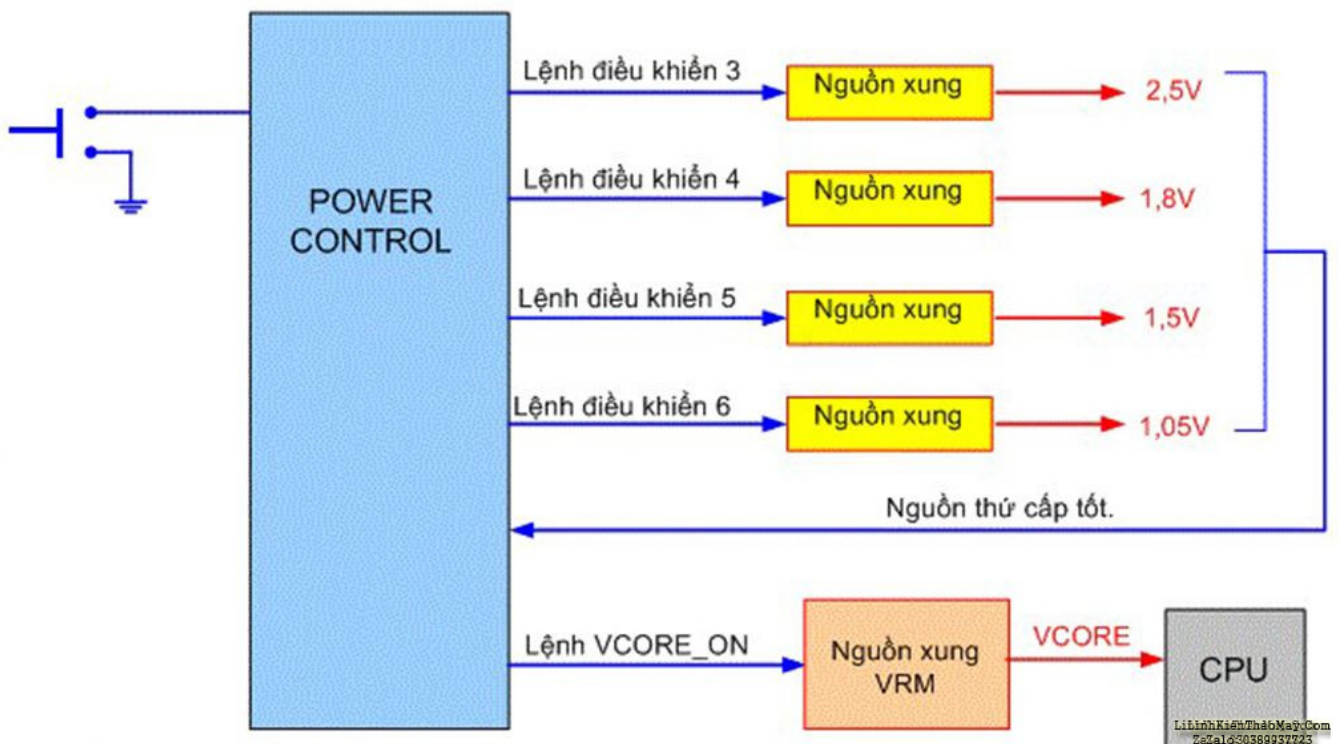 Lệnh điều khiển 3
Nguồn xung
2,5V
Lệnh điều khiển 4
Nguồn xung
1,8V
POWER
CONTROL
Lệnh điều khiển 5
Nguồn xung
1,5V
Lệnh điều khiển 6
Nguồn xung
1,05V
Nguồn thứ cấp tốt.
Lệnh VCORE_ON
Nguồn xung
VRM
VCORE
CPU